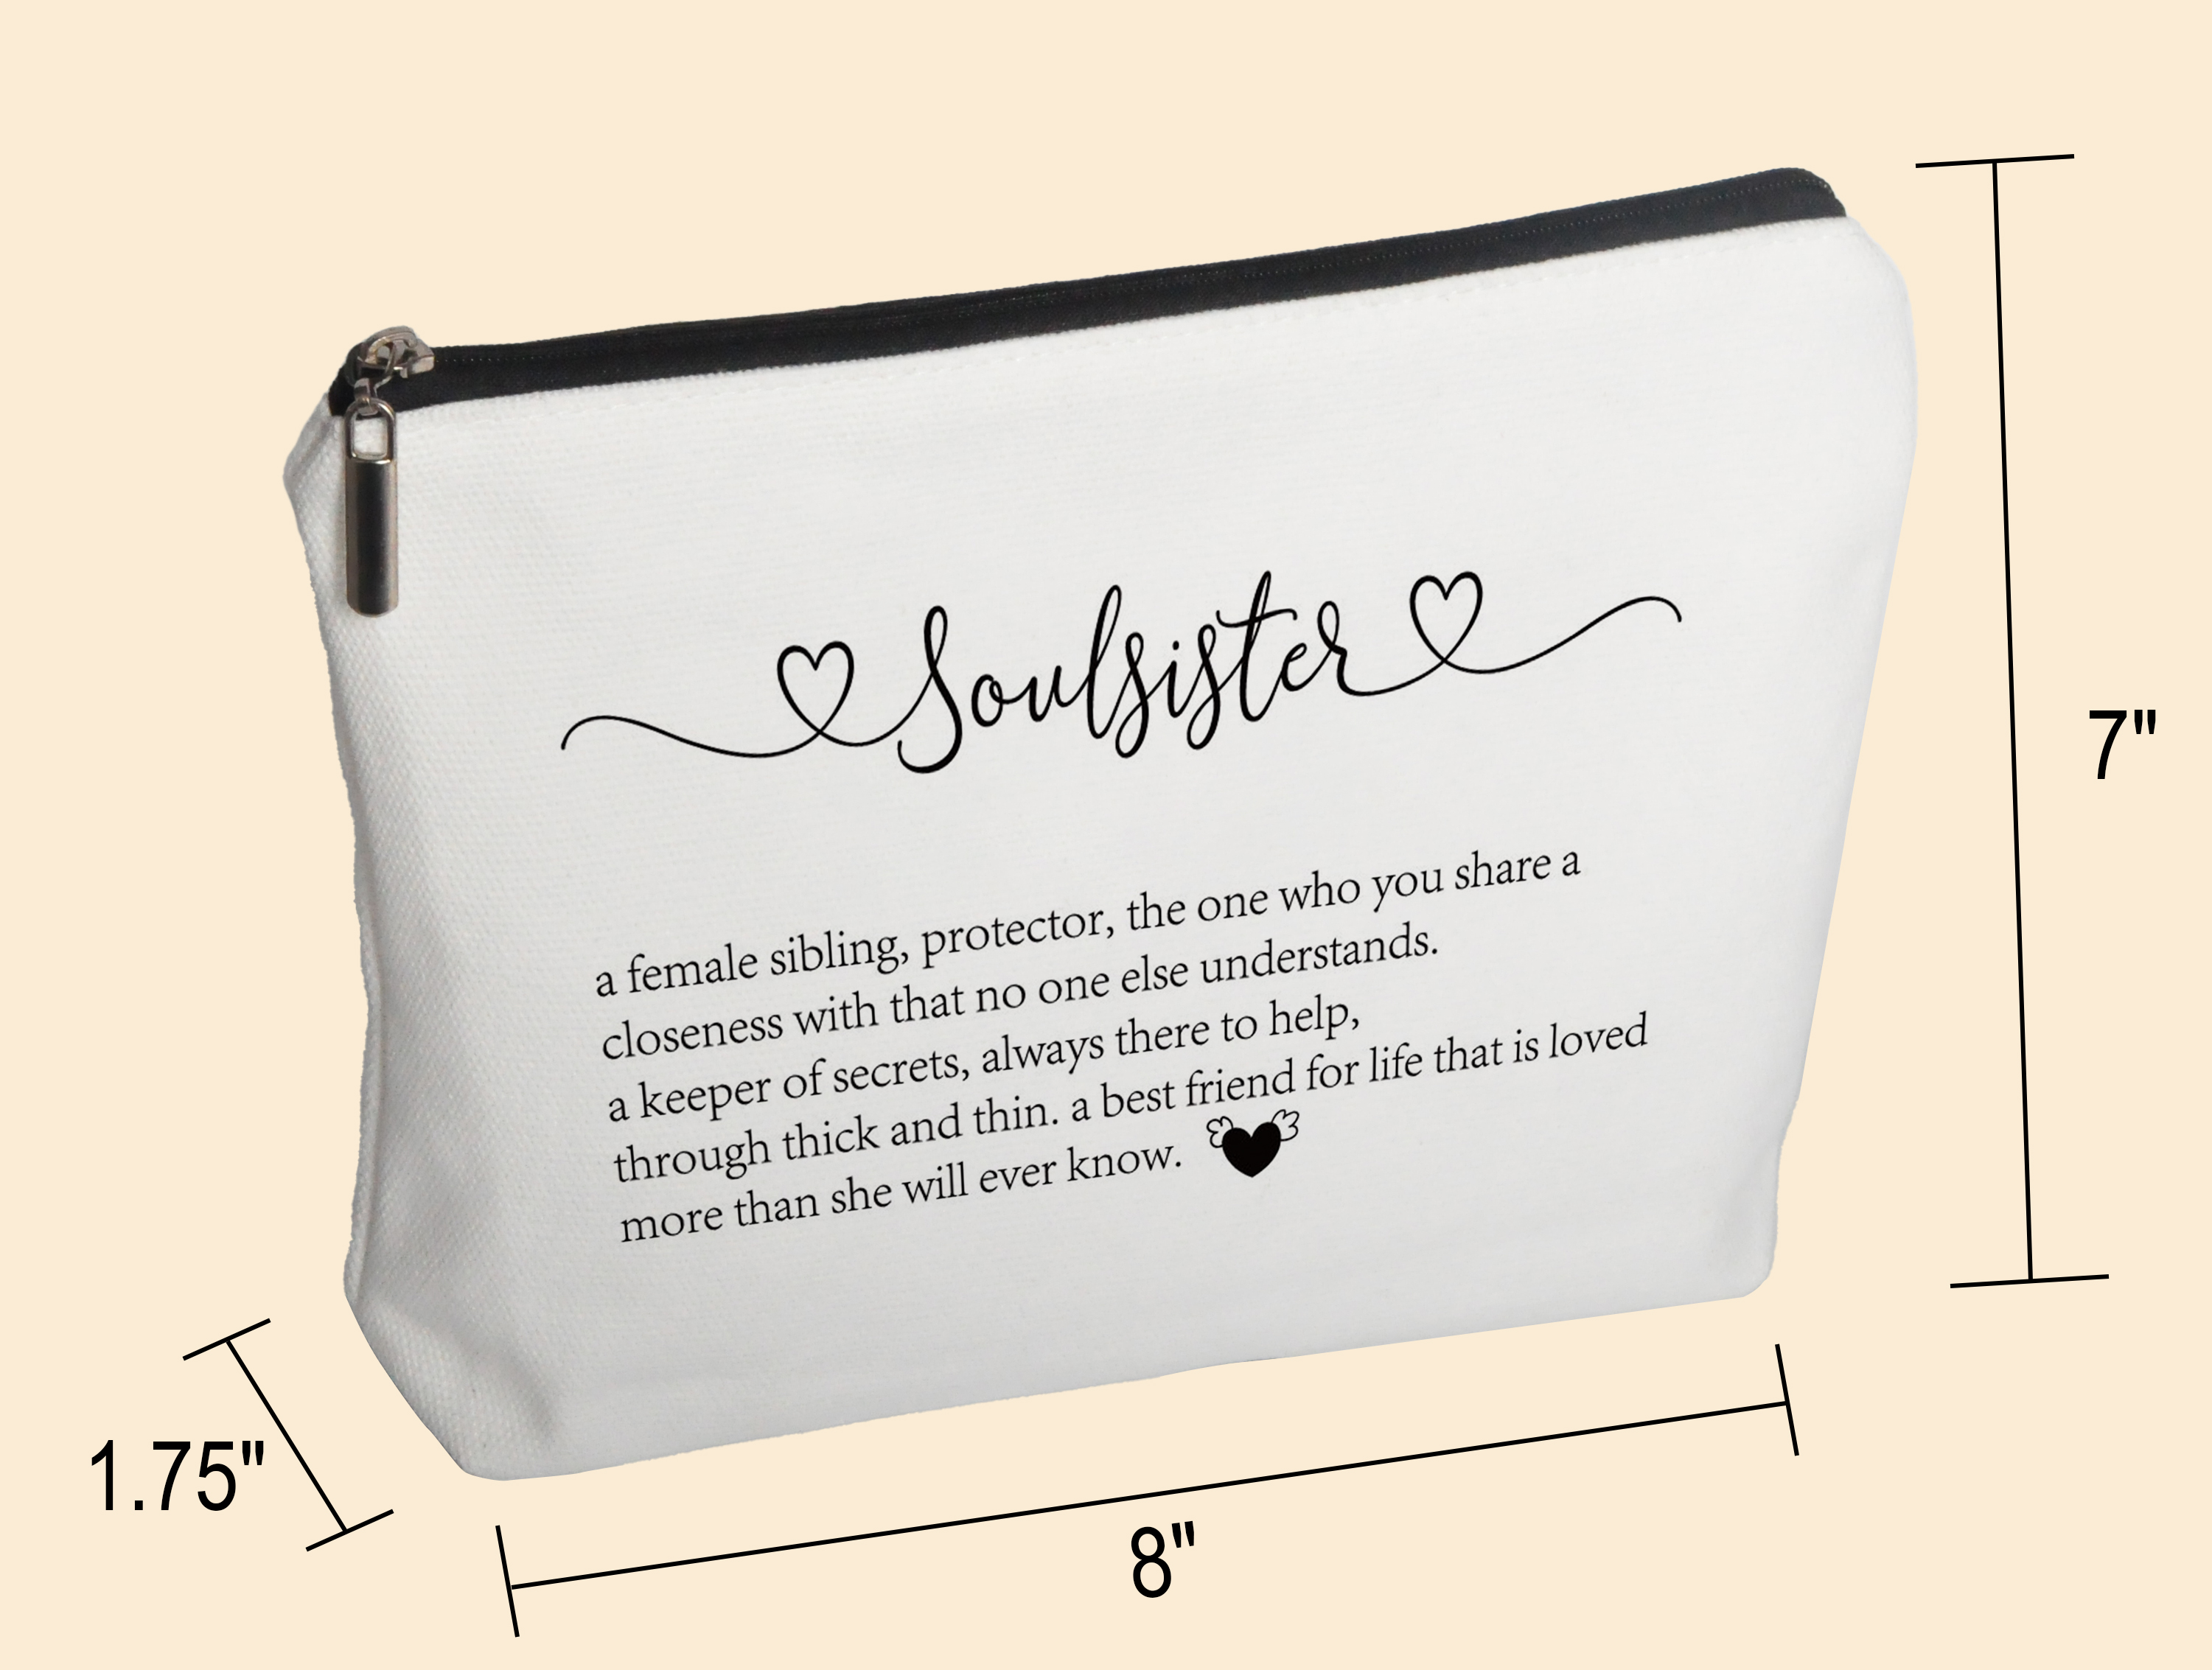 Soulsister
a female sibling, protector, the one who you share a
closeness with that no one else understands.
a keeper of secrets, always there to help,
through thick and thin. a best friend for life that is loved
more than she will ever know.
7"
1.75"
8"